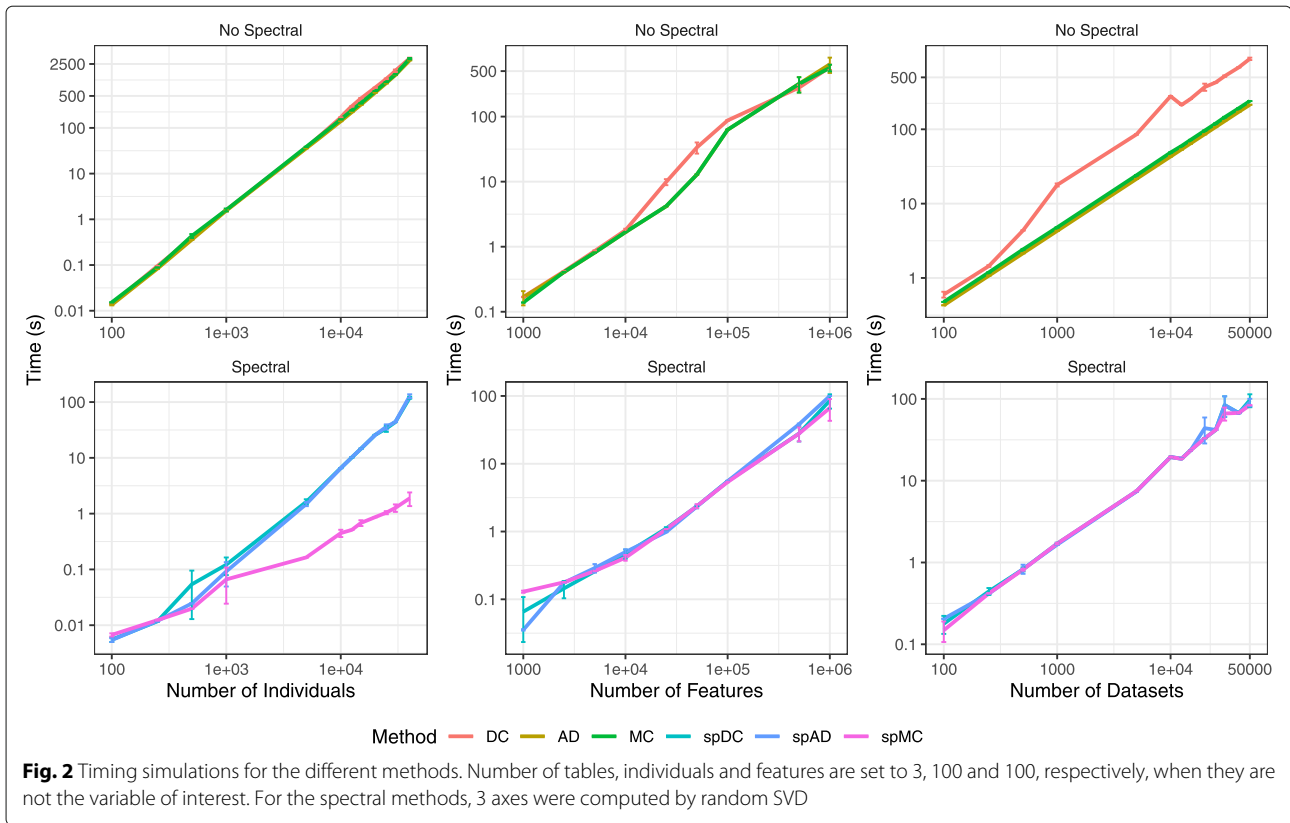 No Spectral
No Spectral
No Spectral
Time (s)
2500
500
100
10
1
0.1
0.01
100
1e+03
1e+04
Time (s)
500
100
10
1
0.1
1000
1e+04
1e+05
1e+06
Time (s)
500
100
10
1
100
1000
1e+04
50000
Spectral
Spectral
Spectral
100
10
1
0.1
0.01
100
1e+03
1e+04
Number of Individuals
100
10
1
0.1
1000
1e+04
1e+05
1e+06
Number of Features
100
10
1
0.1
100
1000
1e+04
50000
Number of Datasets
Method DC AD MC spDC spAD spMC
Fig. 2 Timing simulations for the different methods. Number of tables, individuals and features are set to 3, 100 and 100, respectively, when they are
not the variable of interest. For the spectral methods, 3 axes were computed by random SVD